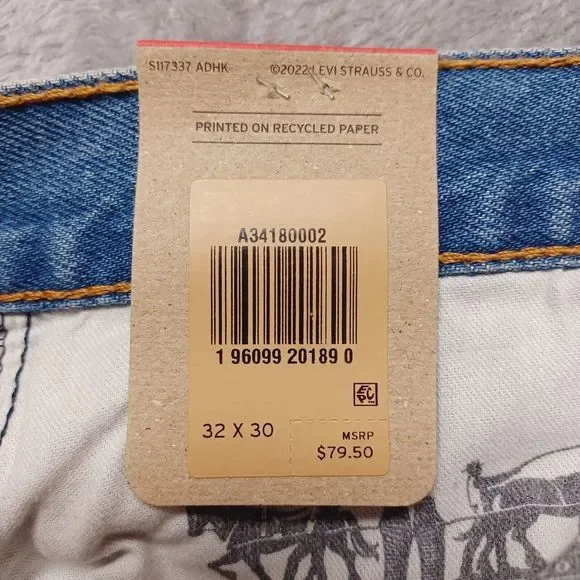 S117337 ADHK ©2022 LEVI STRAUSS & CO.
PRINTED ON RECYCLED PAPER
A34180002
1 96099 20189 0
EPC
32 X 30
MSRP
$79.50